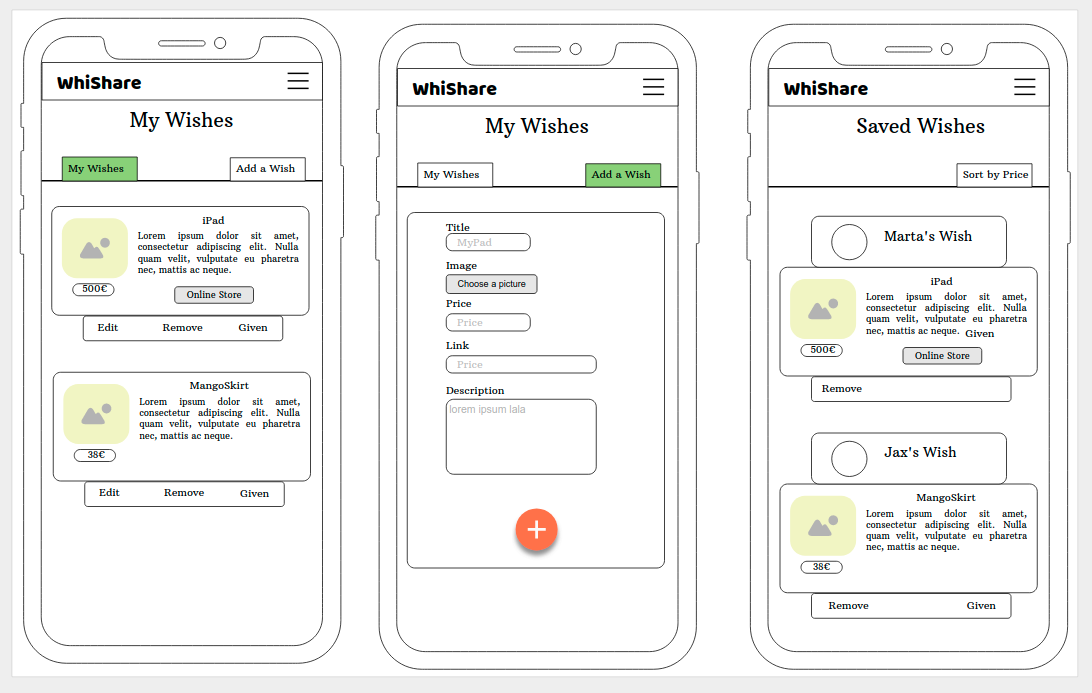 WhiShare
My Wishes
My Wishes
Add a Wish
iPad
Lorem ipsum dolor sit amet,
consectetur adipiscing elit. Nulla
quam velit, vulputate eu pharetra
nec, mattis ac neque.
500€
Online Store
Edit Remove Given
MangoSkirt
Lorem ipsum dolor sit amet,
consectetur adipiscing elit. Nulla
quam velit, vulputate eu pharetra
nec, mattis ac neque.
38€
Edit Remove Given
WhiShare
My Wishes
My Wishes
Add a Wish
Title
MyPad
Image
Choose a picture
Price
Price
Link
Price
Description
lorem ipsum lala
+
WhiShare
Saved Wishes
Sort by Price
Marta's Wish
iPad
Lorem ipsum dolor sit amet,
consectetur adipiscing elit. Nulla
quam velit, vulputate eu pharetra
nec, mattis ac neque.
Given
500€
Online Store
Remove
Jax's Wish
MangoSkirt
Lorem ipsum dolor sit amet,
consectetur adipiscing elit. Nulla
quam velit, vulputate eu pharetra
nec, mattis ac neque.
38€
Remove Given